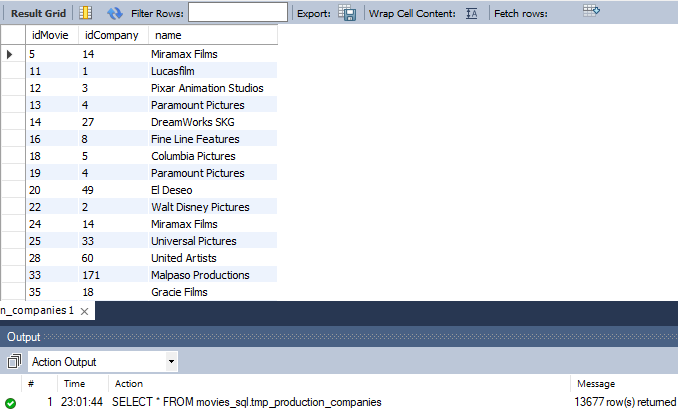 Result Grid Filter Rows: Export: Wrap Cell Content: Fetch rows:
idMovie idCompany name
5 14 Miramax Films
11 1 Lucasfilm
12 3 Pixar Animation Studios
13 4 Paramount Pictures
14 27 DreamWorks SKG
16 8 Fine Line Features
18 5 Columbia Pictures
19 4 Paramount Pictures
20 49 El Deseo
22 2 Walt Disney Pictures
24 14 Miramax Films
25 33 Universal Pictures
28 60 United Artists
33 171 Malpaso Productions
35 18 Gracie Films
n_companies 1 ×
Output
Action Output
# Time Action Message
1 23:01:44 SELECT * FROM movies_sql.tmp_production_companies 13677 row(s) returned